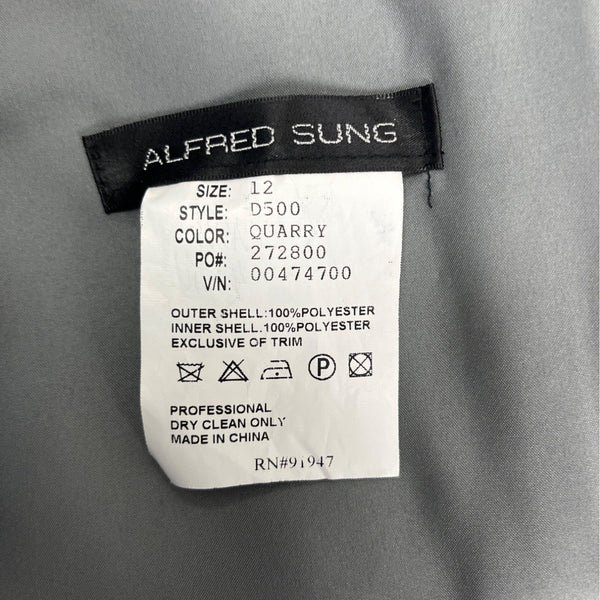 ALFRED SUNG
SIZE: 12
STYLE: D500
COLOR: QUARRY
PO#: 272800
V/N: 00474700
OUTER SHELL:100%POLYESTER
INNER SHELL.100%POLYESTER
EXCLUSIVE OF TRIM
P
PROFESSIONAL
DRY CLEAN ONLY
MADE IN CHINA
RN#91947